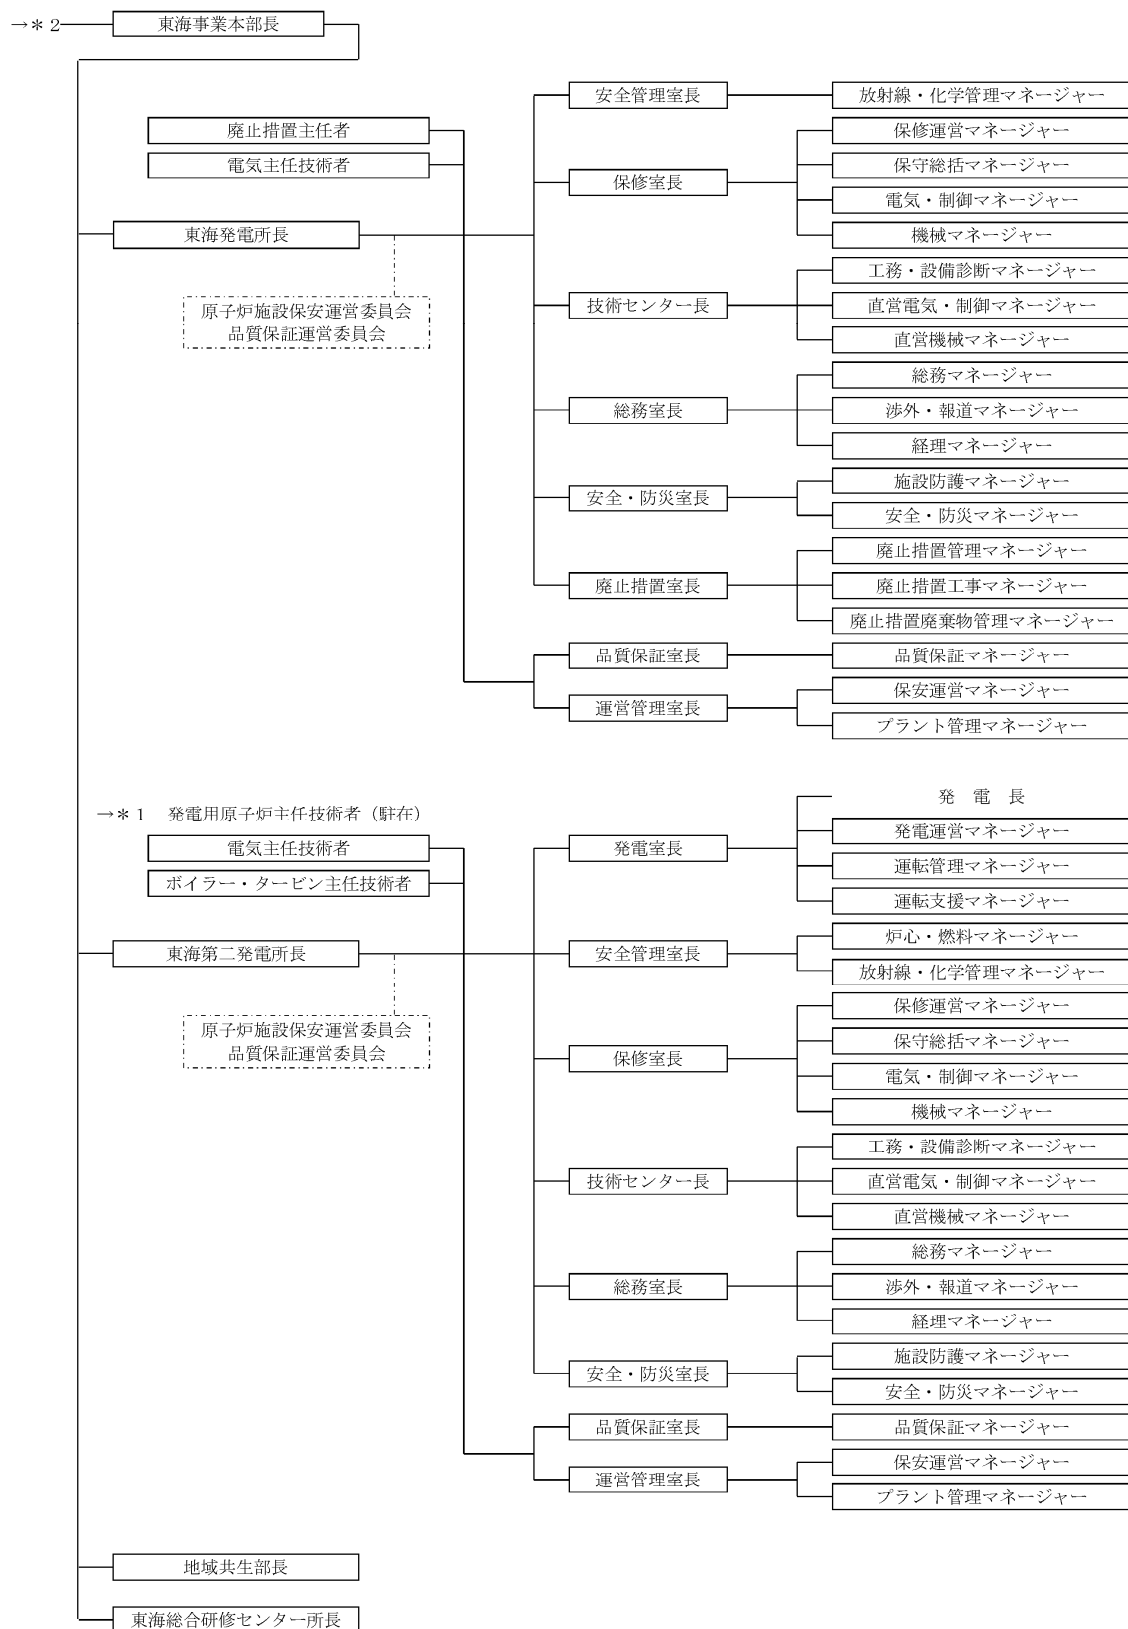 →＊2 東海事業本部長
安全管理室長
放射線・化学管理マネージャー
廃止措置主任者
電気主任技術者
保修室長
保修運営マネージャー
保守総括マネージャー
電気・制御マネージャー
機械マネージャー
東海発電所長
原子炉施設保安運営委員会
品質保証運営委員会
技術センター長
工務・設備診断マネージャー
直営電気・制御マネージャー
直営機械マネージャー
総務室長
総務マネージャー
渉外・報道マネージャー
経理マネージャー
安全・防災室長
施設防護マネージャー
安全・防災マネージャー
廃止措置室長
廃止措置管理マネージャー
廃止措置工事マネージャー
廃止措置廃棄物管理マネージャー
品質保証室長
品質保証マネージャー
運営管理室長
保安運営マネージャー
プラント管理マネージャー
→＊1 発電用原子炉主任技術者（駐在）
電気主任技術者
ボイラー・タービン主任技術者
発電室長
発 電 長
発電運営マネージャー
運転管理マネージャー
運転支援マネージャー
東海第二発電所長
原子炉施設保安運営委員会
品質保証運営委員会
安全管理室長
炉心・燃料マネージャー
放射線・化学管理マネージャー
保修室長
保修運営マネージャー
保守総括マネージャー
電気・制御マネージャー
機械マネージャー
技術センター長
工務・設備診断マネージャー
直営電気・制御マネージャー
直営機械マネージャー
総務室長
総務マネージャー
渉外・報道マネージャー
経理マネージャー
安全・防災室長
施設防護マネージャー
安全・防災マネージャー
品質保証室長
品質保証マネージャー
運営管理室長
保安運営マネージャー
プラント管理マネージャー
地域共生部長
東海総合研修センター所長